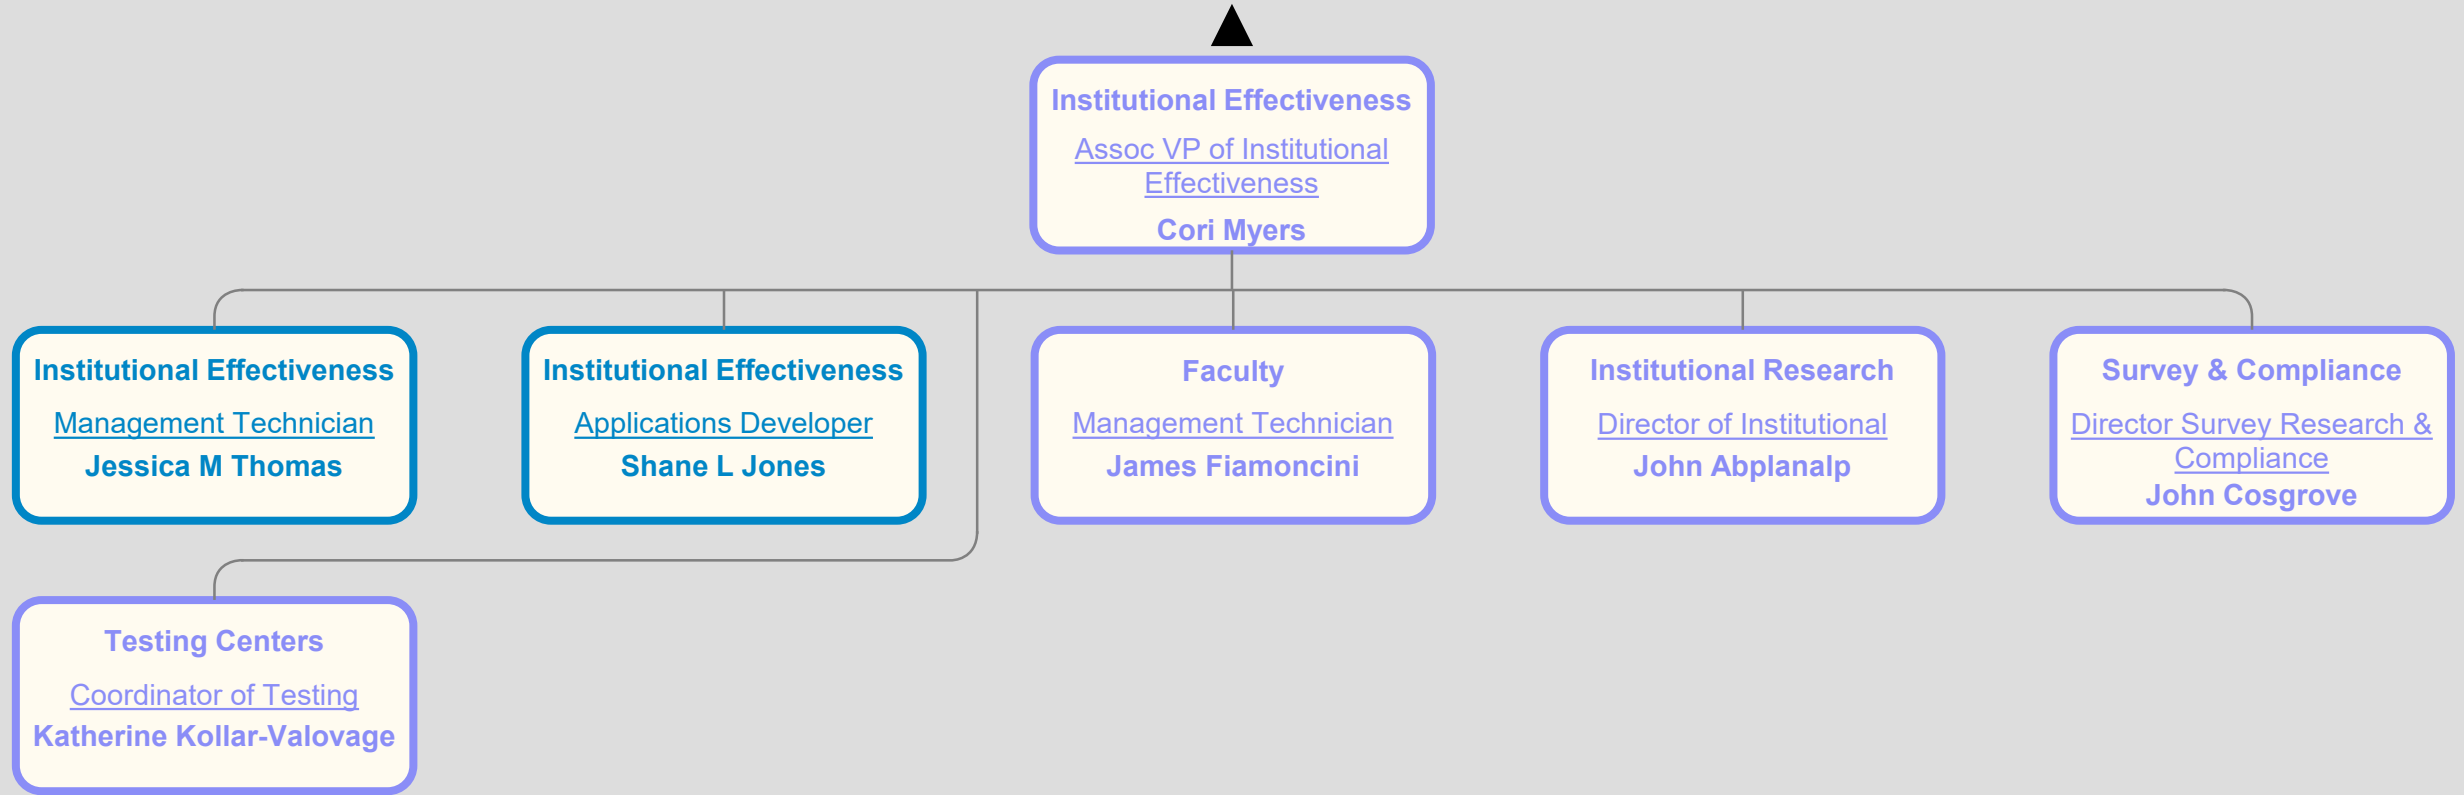 Institutional Effectiveness
Assoc VP of Institutional
Effectiveness
Cori Myers
Institutional Effectiveness
Management Technician
Jessica M Thomas
Institutional Effectiveness
Applications Developer
Shane L Jones
Faculty
Management Technician
James Fiamoncini
Institutional Research
Director of Institutional
John Abplanalp
Survey & Compliance
Director Survey Research &
Compliance
John Cosgrove
Testing Centers
Coordinator of Testing
Katherine Kollar-Valovage